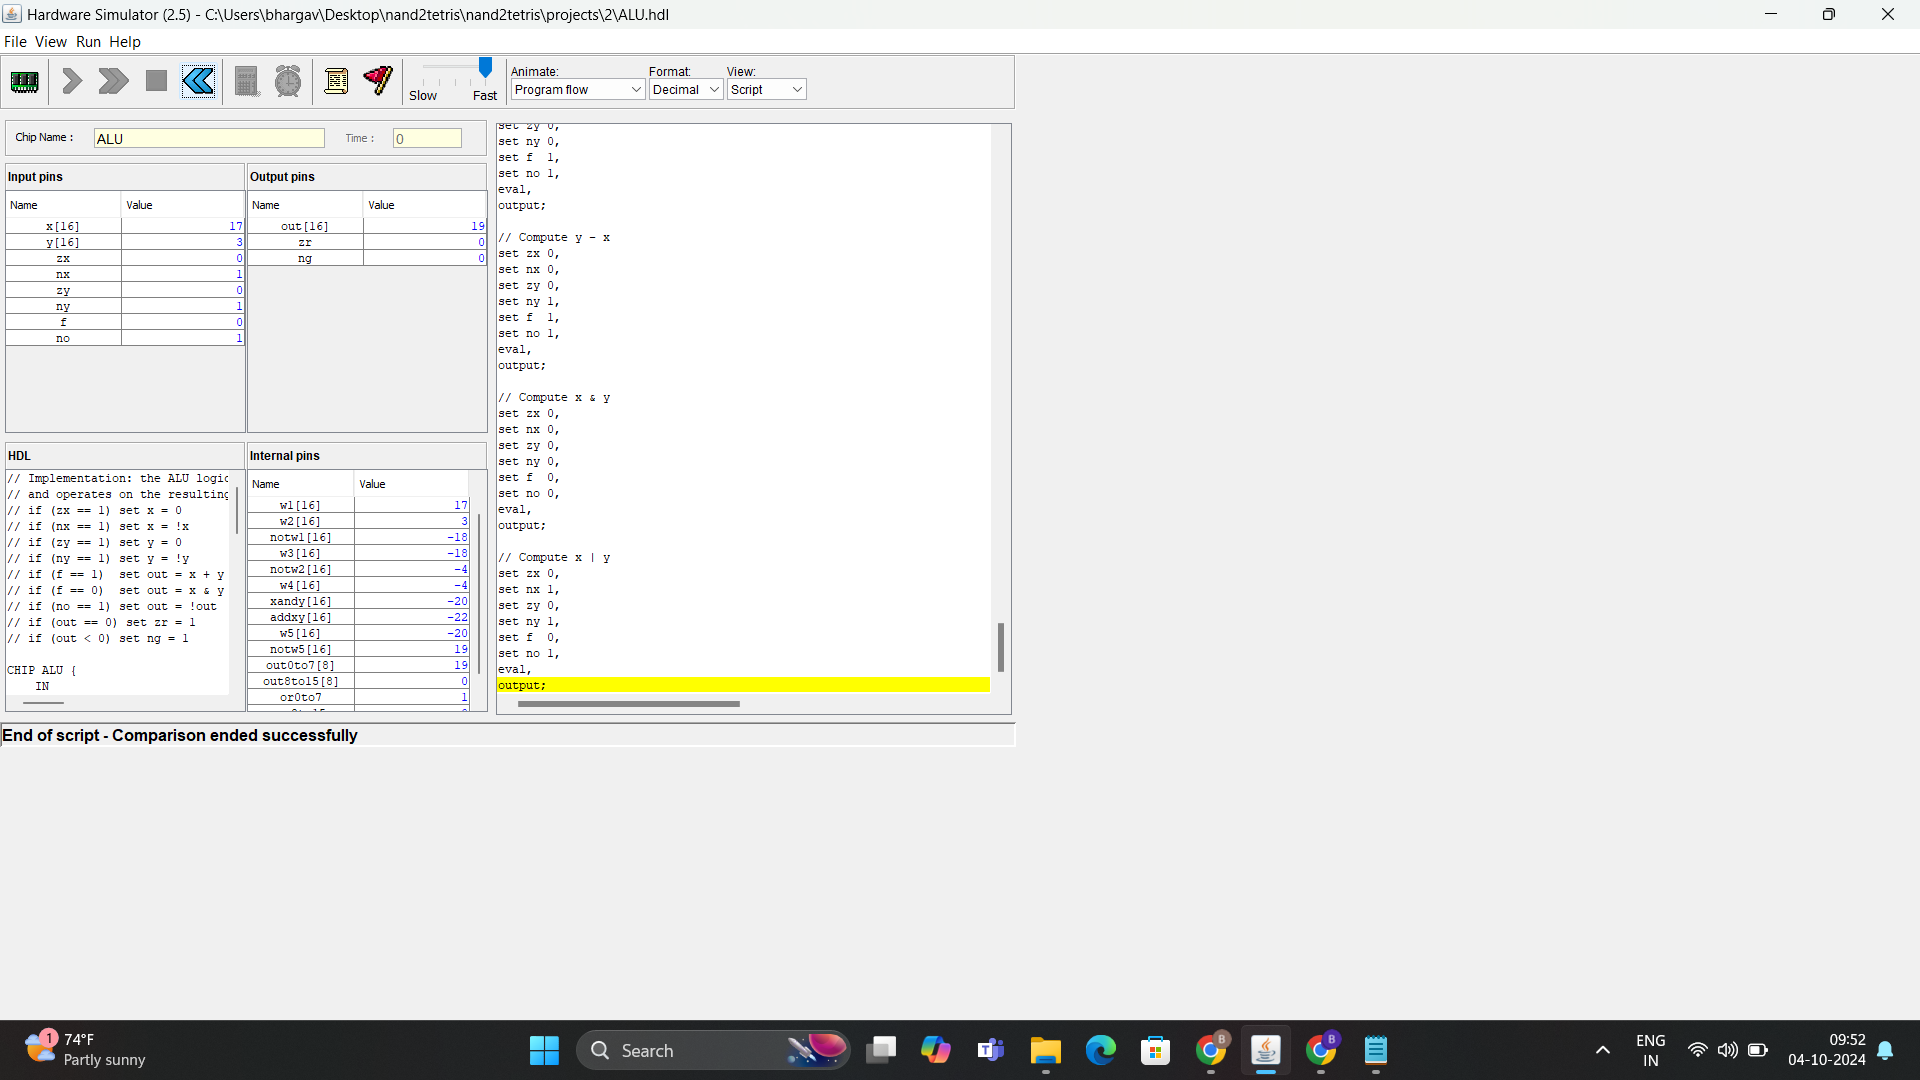 Hardware Simulator (2.5) - C:\Users\bhargav\Desktop\nand2tetris\nand2tetris\projects\2\ALU.hdl
File View Run Help
Slow Fast
Animate: Format: View:
Program flow Decimal Script
Chip Name : ALU Time : 0
Input pins
Name Value
x[16] 17
y[16] 3
zx 0
nx 1
zy 0
ny 1
f 0
no 1
Output pins
Name Value
out[16] 19
zr 0
ng 0
HDL
// Implementation: the ALU logic
// and operates on the resulting
// if (zx == 1) set x = 0
// if (nx == 1) set x = !x
// if (zy == 1) set y = 0
// if (ny == 1) set y = !y
// if (f == 1)  set out = x + y
// if (f == 0)  set out = x & y
// if (no == 1) set out = !out
// if (out == 0) set zr = 1
// if (out < 0) set ng = 1
CHIP ALU {
IN
Internal pins
Name Value
w1[16] 17
w2[16] 3
notw1[16] -18
w3[16] -18
notw2[16] -4
w4[16] -4
xandy[16] -20
addxy[16] -22
w5[16] -20
notw5[16] 19
out0to7[8] 19
out8to15[8] 0
or0to7 1
set zy 0,
set ny 0,
set f  1,
set no 1,
eval,
output;
// Compute y - x
set zx 0,
set nx 0,
set zy 0,
set ny 1,
set f  1,
set no 1,
eval,
output;
// Compute x & y
set zx 0,
set nx 0,
set zy 0,
set ny 0,
set f  0,
set no 0,
eval,
output;
// Compute x | y
set zx 0,
set nx 1,
set zy 0,
set ny 1,
set f  0,
set no 1,
eval,
output;
End of script - Comparison ended successfully
1
74°F
Partly sunny
Search
B
B
ENG
IN
09:52
04-10-2024